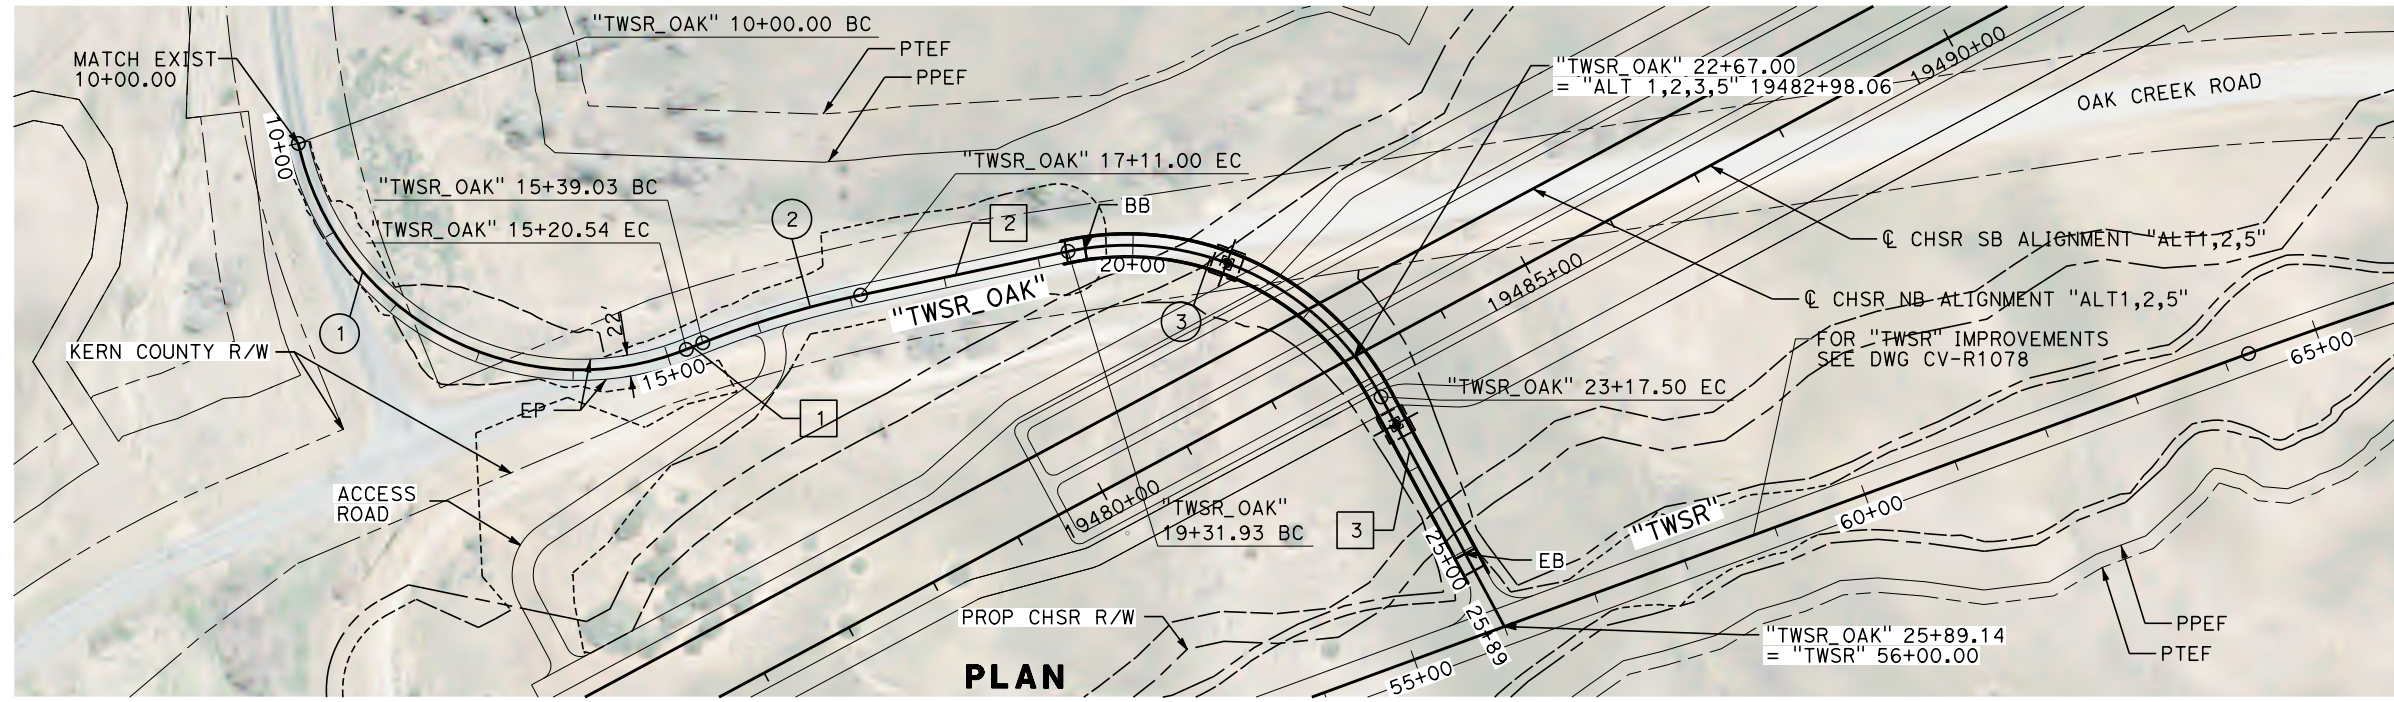 "TWSR_OAK" 10+00.00 BC
MATCH EXIST
10+00.00
PTEF
PPEF
10+00
"TWSR_OAK" 22+67.00
= "ALT 1,2,3,5" 19482+98.06
19490+00
OAK CREEK ROAD
"TWSR_OAK" 17+11.00 EC
"TWSR_OAK" 15+39.03 BC
"TWSR_OAK" 15+20.54 EC
2
2
BB
20+00
"TWSR_OAK"
℄ CHSR SB ALIGNMENT "ALT1,2,5"
℄ CHSR NB ALIGNMENT "ALT1,2,5"
19485+00
1
22'
3
KERN COUNTY R/W
FOR "TWSR" IMPROVEMENTS
SEE DWG CV-R1078
65+00
15+00
EP
1
"TWSR_OAK" 23+17.50 EC
ACCESS
ROAD
19480+00
"TWSR_OAK"
19+31.93 BC
3
"TWSR"
60+00
25+00
EB
PROP CHSR R/W
25+89
"TWSR_OAK" 25+89.14
= "TWSR" 56+00.00
PPEF
PTEF
55+00
PLAN